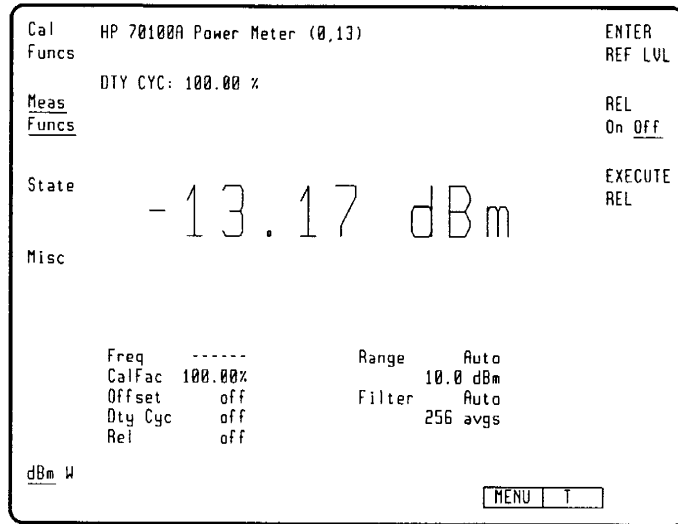 Cal
Funcs
HP 70100A Power Meter (0,13)
ENTER
REF LVL
DTY CYC: 100.00 %
Meas
Funcs
REL
On Off
State
-13.17 dBm
EXECUTE
REL
Misc
Freq ------
CalFac 100.00%
Offset off
Dty Cyc off
Rel off
Range Auto
10.0 dBm
Filter Auto
256 avgs
dBm W
MENU T